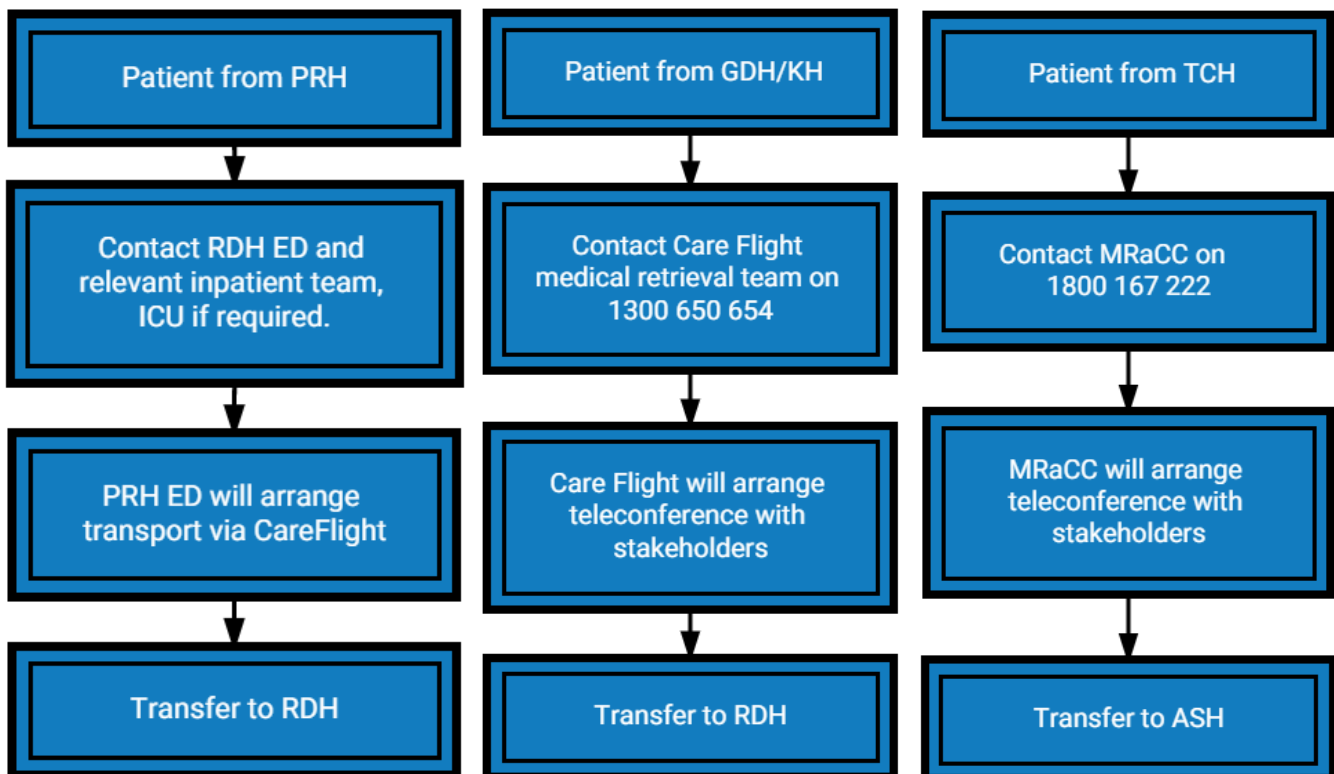 Patient from PRH
Contact RDH ED and
relevant inpatient team,
ICU if required.
PRH ED will arrange
transport via CareFlight
Transfer to RDH
Patient from GDH/KH
Contact Care Flight
medical retrieval team on
1300 650 654
Care Flight will arrange
teleconference with
stakeholders
Transfer to RDH
Patient from TCH
Contact MRaCC on
1800 167 222
MRaCC will arrange
teleconference with
stakeholders
Transfer to ASH